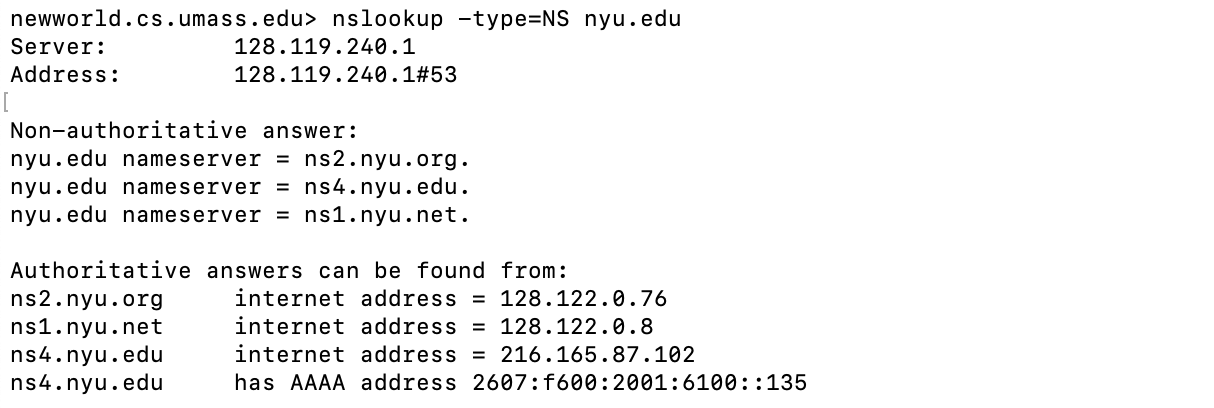 newworld.cs.umass.edu> nslookup -type=NS nyu.edu
Server:         128.119.240.1
Address:        128.119.240.1#53
[
Non-authoritative answer:
nyu.edu nameserver = ns2.nyu.org.
nyu.edu nameserver = ns4.nyu.edu.
nyu.edu nameserver = ns1.nyu.net.

Authoritative answers can be found from:
ns2.nyu.org     internet address = 128.122.0.76
ns1.nyu.net     internet address = 128.122.0.8
ns4.nyu.edu     internet address = 216.165.87.102
ns4.nyu.edu     has AAAA address 2607:f600:2001:6100::135